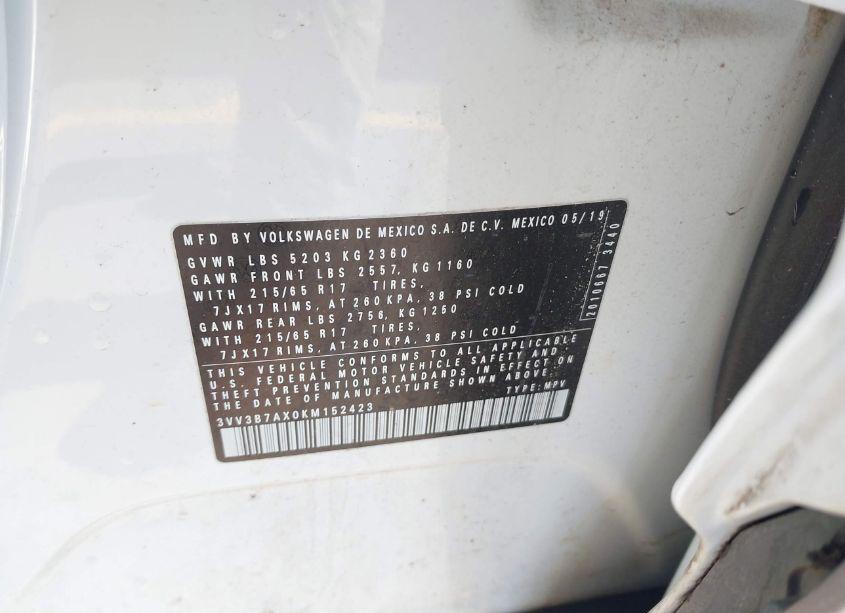 MFD BY VOLKSWAGEN DE MEXICO S.A. DE C.V. MEXICO 05/19
GVWR LBS 5203 KG 2360
GAWR FRONT LBS 2557, KG 1160
WITH 215/65 R17 TIRES,
7JX17 RIMS, AT 260 KPA, 38 PSI COLD
GAWR REAR LBS 2756, KG 1250
WITH 215/65 R17 TIRES,
7JX17 RIMS, AT 260 KPA, 38 PSI COLD
THIS VEHICLE CONFORMS TO ALL APPLICABLE
U.S. FEDERAL MOTOR VEHICLE SAFETY AND
THEFT PREVENTION STANDARDS IN EFFECT ON
THE DATE OF MANUFACTURE SHOWN ABOVE.
TYPE: MPV
3VV3B7AX0KM152423
2010667 3440